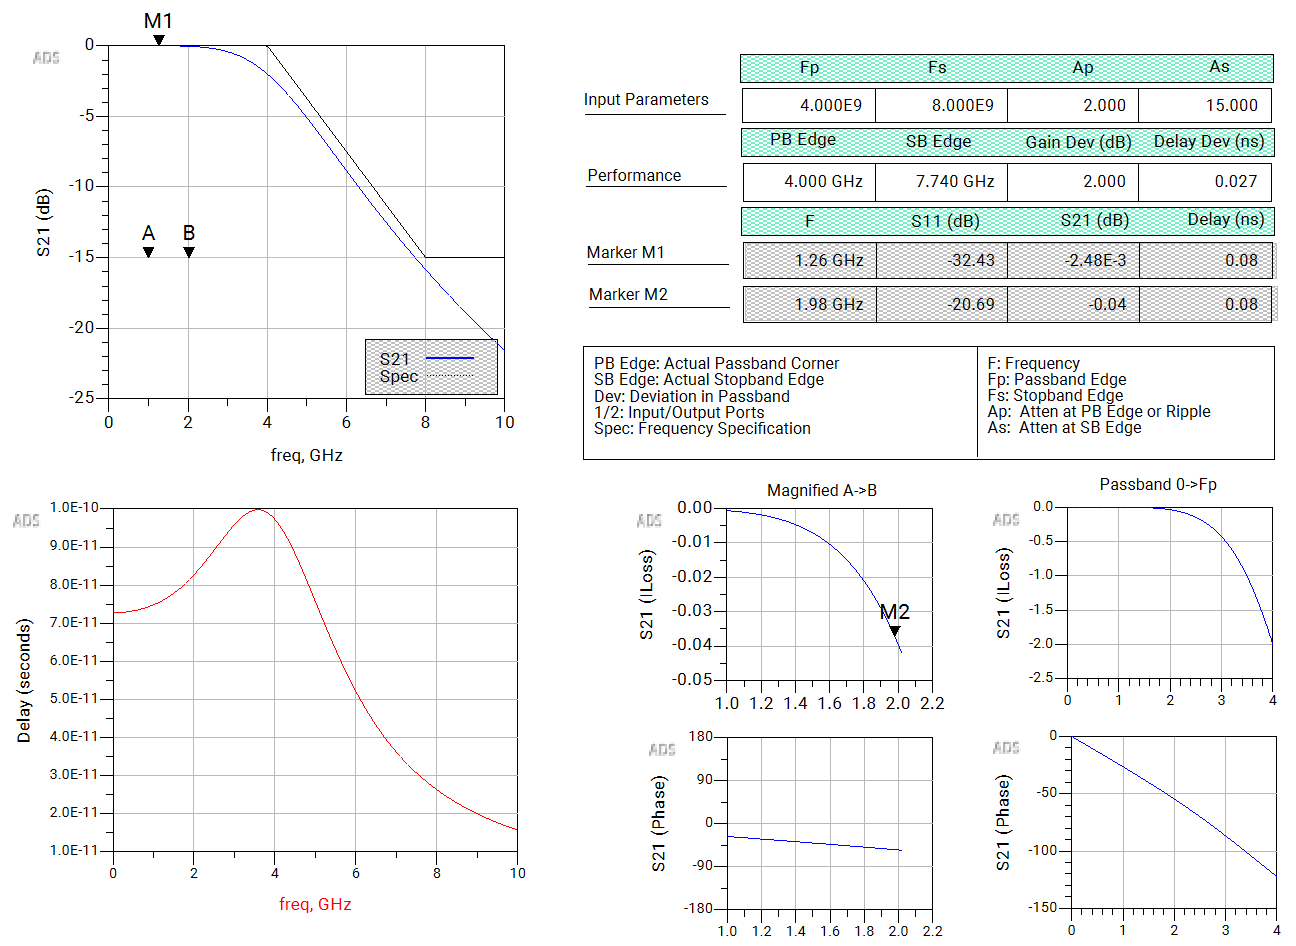 M1
ADS
0
-5
-10
-15
-20
-25
S21 (dB)
A B
S21
Spec
0 2 4 6 8 10
freq, GHz
Fp Fs Ap As
Input Parameters 4.000E9 8.000E9 2.000 15.000
PB Edge SB Edge Gain Dev (dB) Delay Dev (ns)
Performance 4.000 GHz 7.740 GHz 2.000 0.027
F S11 (dB) S21 (dB) Delay (ns)
Marker M1 1.26 GHz -32.43 -2.48E-3 0.08
Marker M2 1.98 GHz -20.69 -0.04 0.08
PB Edge: Actual Passband Corner
SB Edge: Actual Stopband Edge
Dev: Deviation in Passband
1/2: Input/Output Ports
Spec: Frequency Specification
F: Frequency
Fp: Passband Edge
Fs: Stopband Edge
Ap: Atten at PB Edge or Ripple
As: Atten at SB Edge
ADS
1.0E-10
9.0E-11
8.0E-11
7.0E-11
6.0E-11
5.0E-11
4.0E-11
3.0E-11
2.0E-11
1.0E-11
Delay (seconds)
0 2 4 6 8 10
freq, GHz
Magnified A->B
ADS
0.00
-0.01
-0.02
-0.03
-0.04
-0.05
S21 (ILoss)
M2
1.0 1.2 1.4 1.6 1.8 2.0 2.2
Passband 0->Fp
ADS
0.0
-0.5
-1.0
-1.5
-2.0
-2.5
S21 (ILoss)
0 1 2 3 4
ADS
180
90
0
-90
-180
S21 (Phase)
1.0 1.2 1.4 1.6 1.8 2.0 2.2
ADS
0
-50
-100
-150
S21 (Phase)
0 1 2 3 4